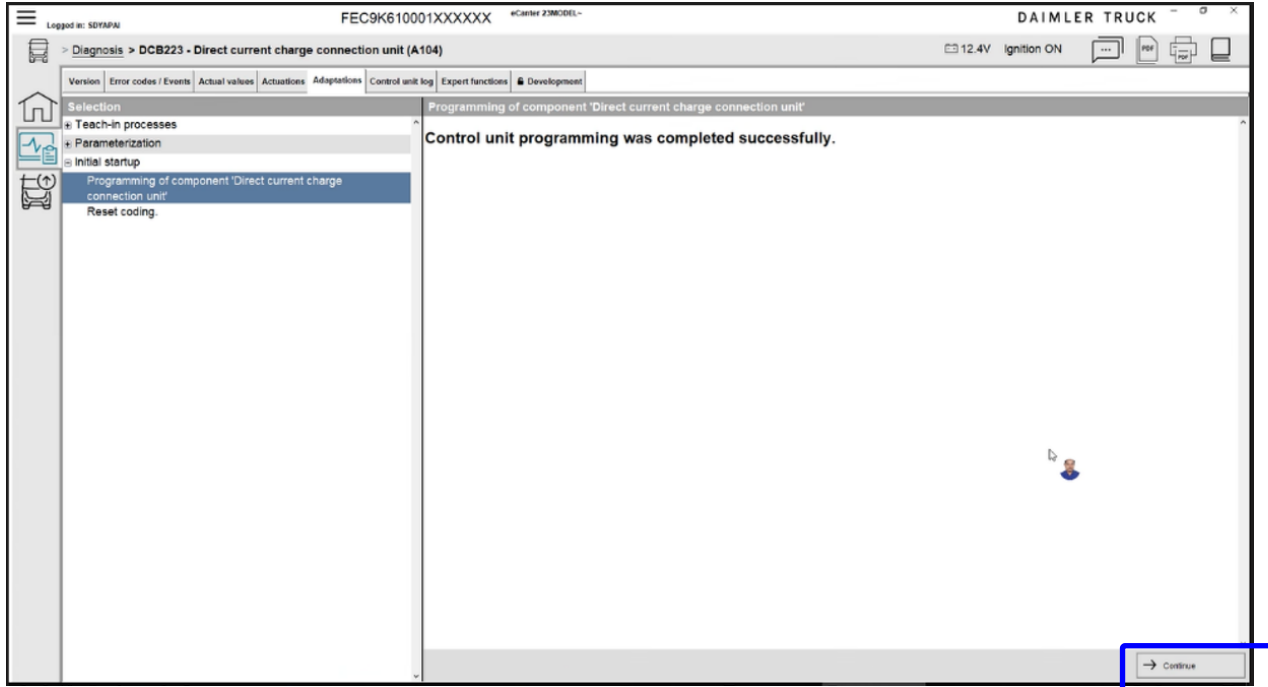 FEC9K610001XXXXXX eCanter 23MODEL~ DAIMLER TRUCK
Logged in: SDYAPAI
> Diagnosis > DCB223 - Direct current charge connection unit (A104) 12.4V Ignition ON PDF PDF
Version Error codes / Events Actual values Actuations Adaptations Control unit log Expert functions Development
Selection
Teach-in processes
Parameterization
Initial startup
Programming of component 'Direct current charge
connection unit'
Reset coding.
Programming of component 'Direct current charge connection unit'
Control unit programming was completed successfully.
Continue